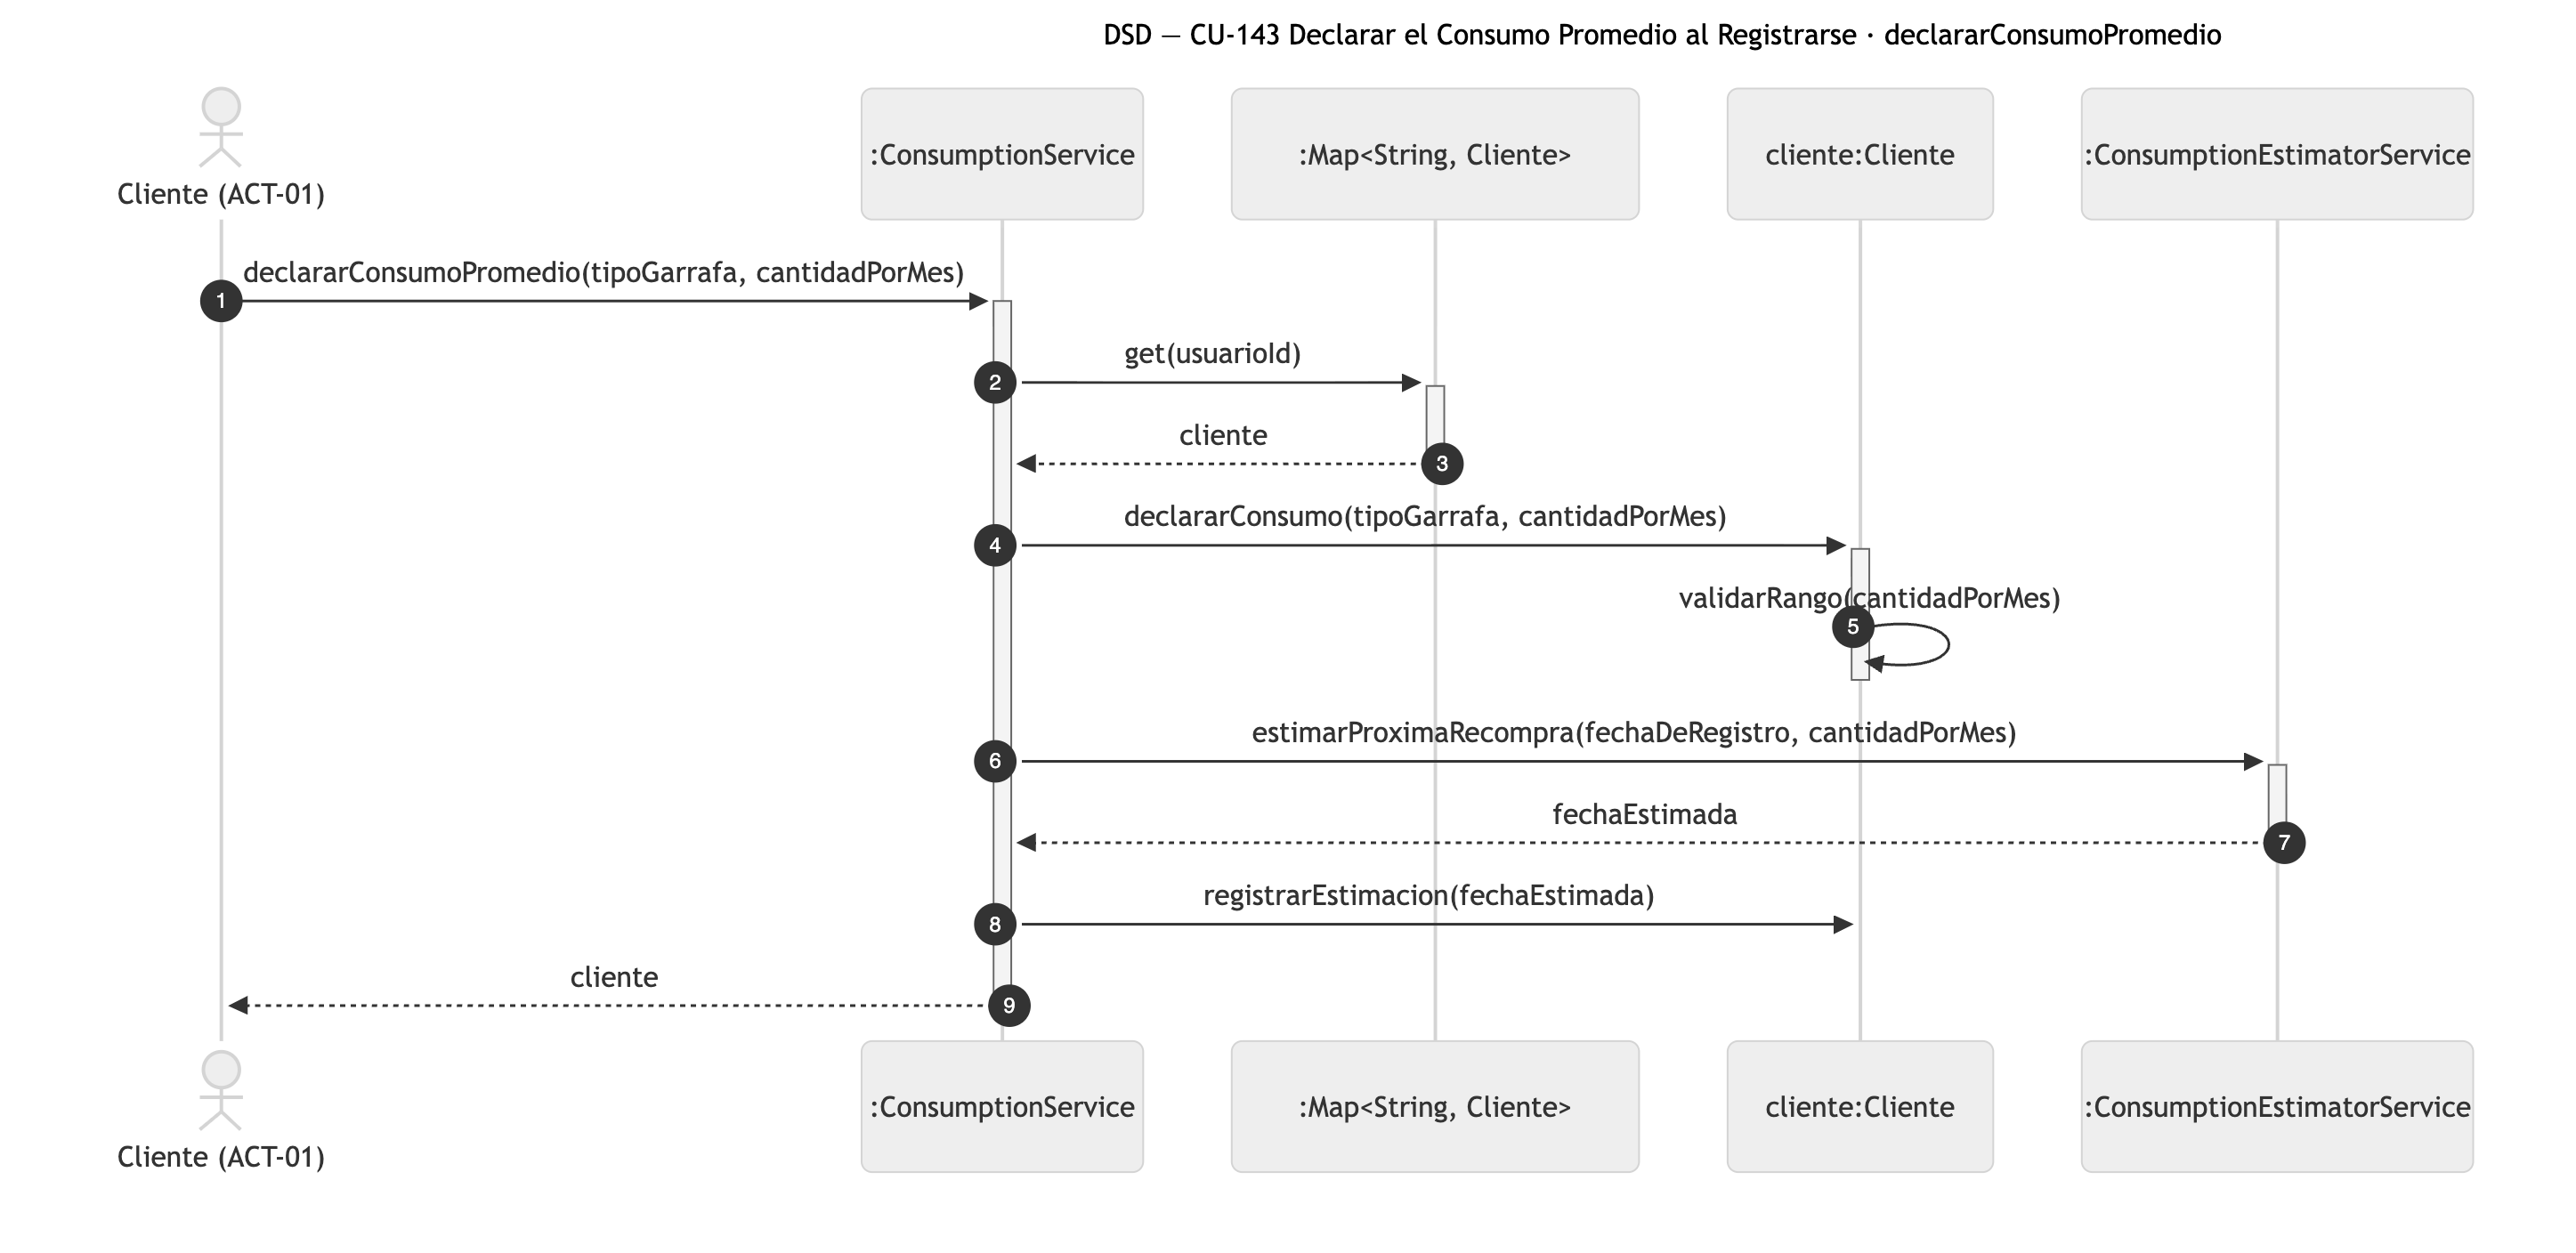 DSD — CU-143 Declarar el Consumo Promedio al Registrarse · declararConsumoPromedio
Cliente (ACT-01)
:ConsumptionService
:Map<String, Cliente>
cliente:Cliente
:ConsumptionEstimatorService
declararConsumoPromedio(tipoGarrafa, cantidadPorMes)
1
get(usuarioId)
2
cliente
3
declararConsumo(tipoGarrafa, cantidadPorMes)
4
validarRango(cantidadPorMes)
5
estimarProximaRecompra(fechaDeRegistro, cantidadPorMes)
6
fechaEstimada
7
registrarEstimacion(fechaEstimada)
8
cliente
9
Cliente (ACT-01)
:ConsumptionService
:Map<String, Cliente>
cliente:Cliente
:ConsumptionEstimatorService